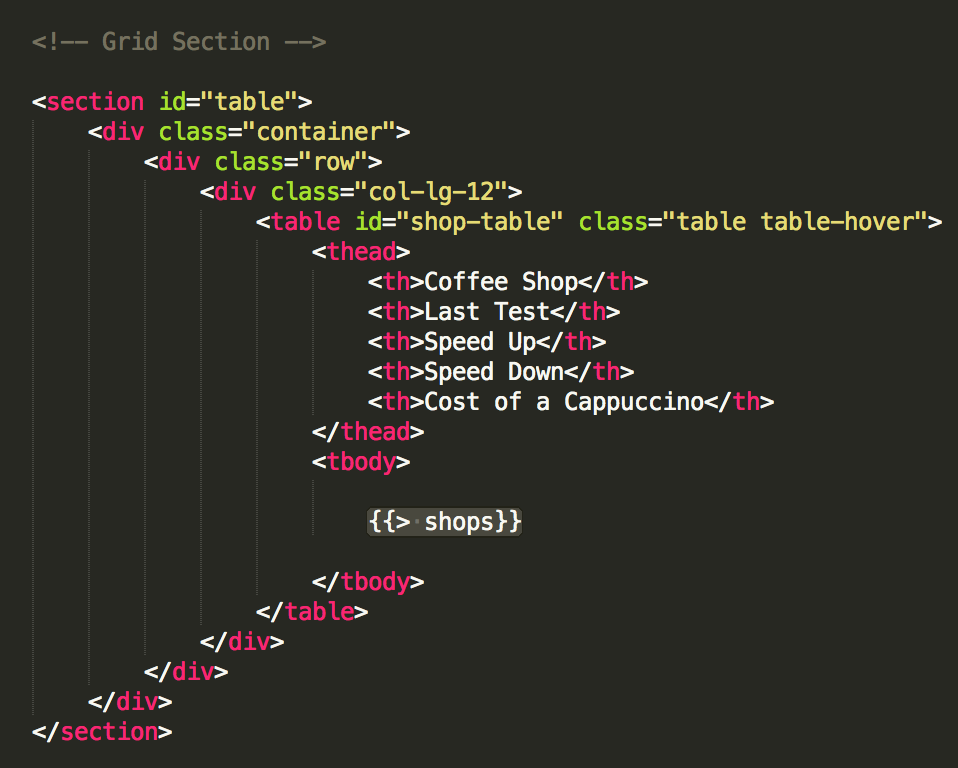 <!-- Grid Section -->
<section id="table">
<div class="container">
<div class="row">
<div class="col-lg-12">
<table id="shop-table" class="table table-hover">
<thead>
<th>Coffee Shop</th>
<th>Last Test</th>
<th>Speed Up</th>
<th>Speed Down</th>
<th>Cost of a Cappuccino</th>
</thead>
<tbody>
{{> shops}}
</tbody>
</table>
</div>
</div>
</div>
</section>